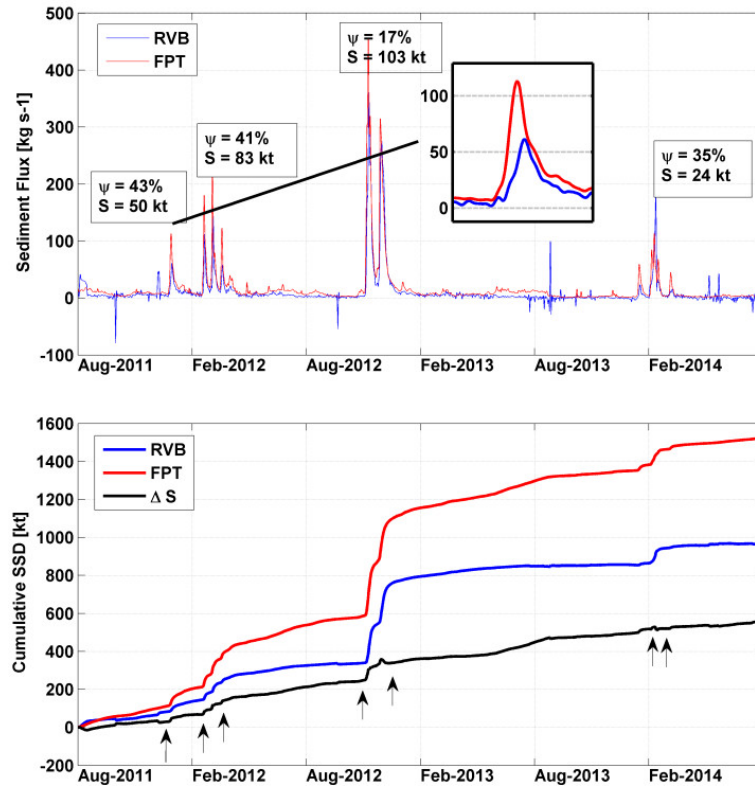 500
400
300
200
100
0
-100
Sediment Flux [kg s-1]
RVB
FPT
ψ = 43%
S = 50 kt
ψ = 41%
S = 83 kt
ψ = 17%
S = 103 kt
100
50
0
ψ = 35%
S = 24 kt
Aug-2011 Feb-2012 Aug-2012 Feb-2013 Aug-2013 Feb-2014
1600
1400
1200
1000
800
600
400
200
0
-200
Cumulative SSD [kt]
RVB
FPT
Δ S
Aug-2011 Feb-2012 Aug-2012 Feb-2013 Aug-2013 Feb-2014